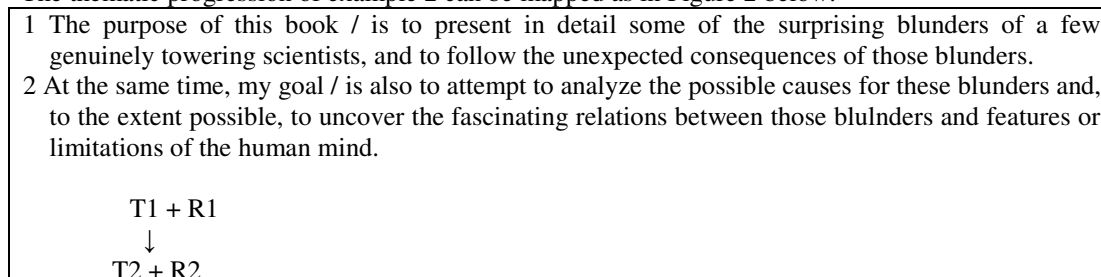 The thematic progression of example 2 can be mapped as in Figure 2 below.
1 The purpose of this book / is to present in detail some of the surprising blunders of a few
genuinely towering scientists, and to follow the unexpected consequences of those blunders.
2 At the same time, my goal / is also to attempt to analyze the possible causes for these blunders and,
to the extent possible, to uncover the fascinating relations between those blulnders and features or
limitations of the human mind.
T1 + R1
↓
T2 + R2